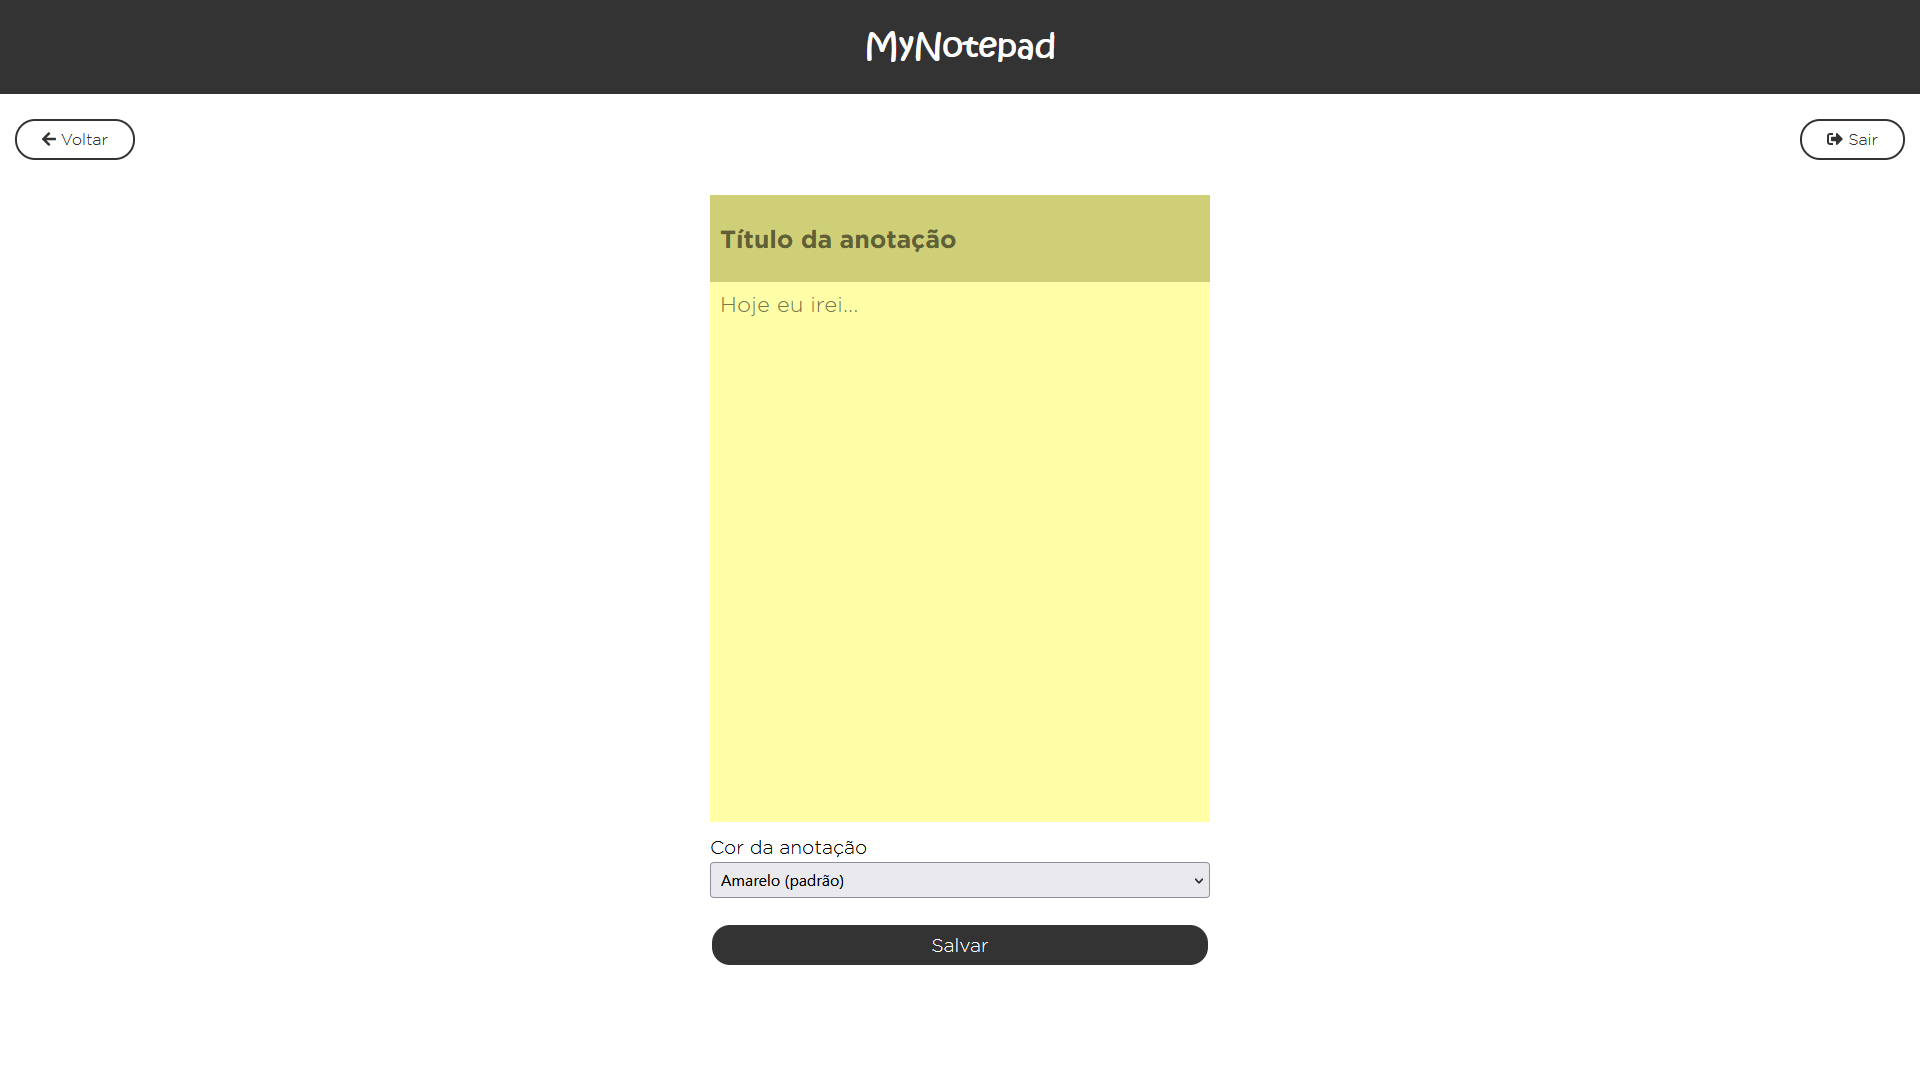 MyNotepad
Voltar
Sair
Título da anotação
Hoje eu irei...
Cor da anotação
Amarelo (padrão)
Salvar